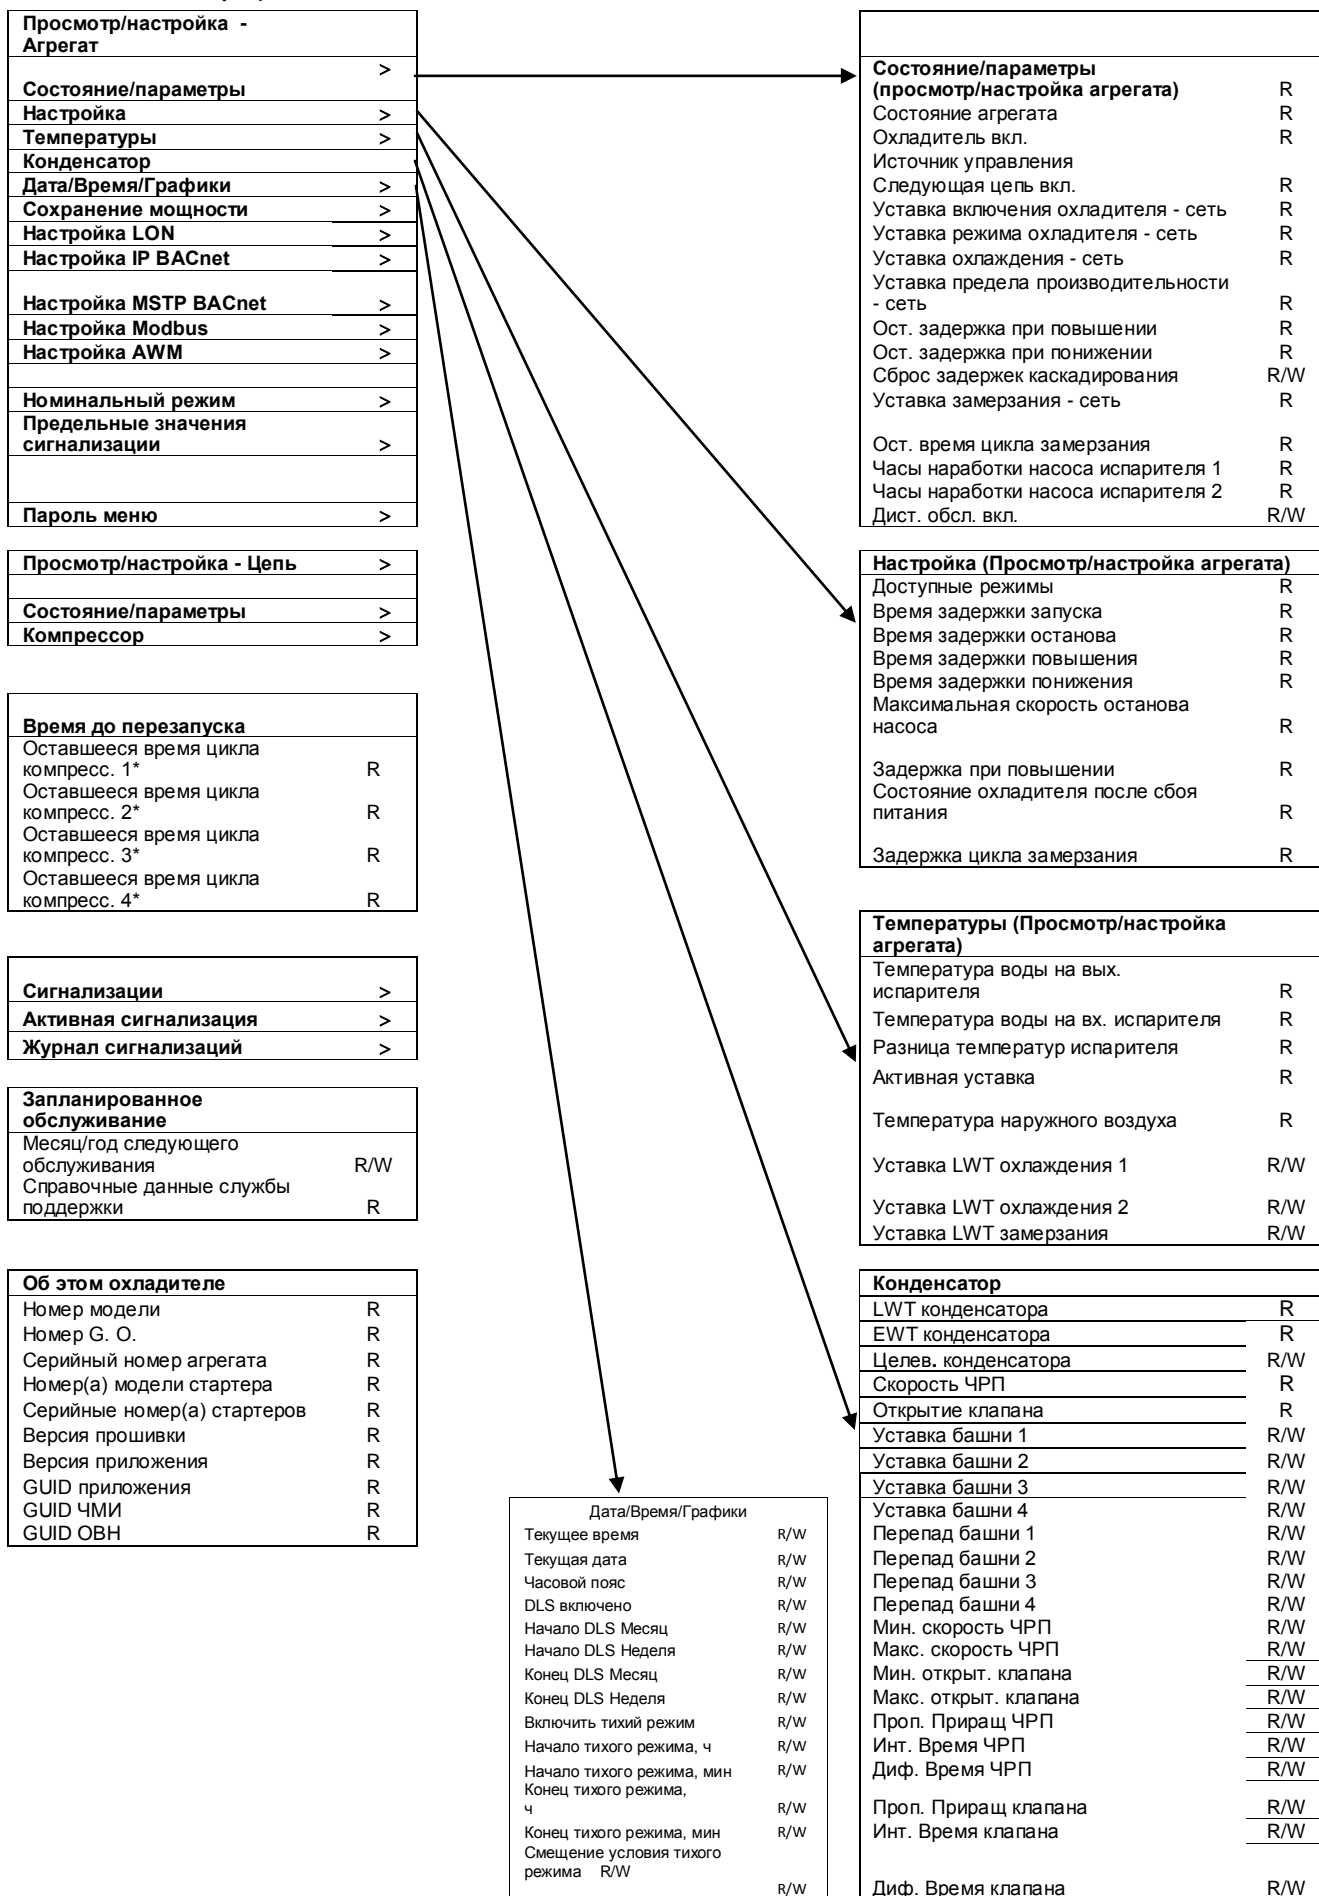 Просмотр/настройка -
Агрегат
>
Состояние/параметры
Настройка >
Температуры >
Конденсатор
Дата/Время/Графики >
Сохранение мощности >
Настройка LON >
Настройка IP BACnet >
Настройка MSTP BACnet >
Настройка Modbus >
Настройка AWM >
Номинальный режим >
Предельные значения
сигнализации >
Пароль меню >
Просмотр/настройка - Цепь >
Состояние/параметры >
Компрессор >
Время до перезапуска
Оставшееся время цикла
компресс. 1* R
Оставшееся время цикла
компресс. 2* R
Оставшееся время цикла
компресс. 3* R
Оставшееся время цикла
компресс. 4* R
Сигнализации >
Активная сигнализация >
Журнал сигнализаций >
Запланированное
обслуживание
Месяц/год следующего
обслуживания R/W
Справочные данные службы
поддержки R
Об этом охладителе
Номер модели R
Номер G. O. R
Серийный номер агрегата R
Номер(а) модели стартера R
Серийные номер(а) стартеров R
Версия прошивки R
Версия приложения R
GUID приложения R
GUID ЧМИ R
GUID ОВН R
Состояние/параметры
(просмотр/настройка агрегата) R
Состояние агрегата R
Охладитель вкл. R
Источник управления
Следующая цепь вкл. R
Уставка включения охладителя - сеть R
Уставка режима охладителя - сеть R
Уставка охлаждения - сеть R
Уставка предела производительности
- сеть R
Ост. задержка при повышении R
Ост. задержка при понижении R
Сброс задержек каскадирования R/W
Уставка замерзания - сеть R
Ост. время цикла замерзания R
Часы наработки насоса испарителя 1 R
Часы наработки насоса испарителя 2 R
Дист. обсл. вкл. R/W
Настройка (Просмотр/настройка агрегата)
Доступные режимы R
Время задержки запуска R
Время задержки останова R
Время задержки повышения R
Время задержки понижения R
Максимальная скорость останова
насоса R
Задержка при повышении R
Состояние охладителя после сбоя
питания R
Задержка цикла замерзания R
Температуры (Просмотр/настройка
агрегата)
Температура воды на вых.
испарителя R
Температура воды на вх. испарителя R
Разница температур испарителя R
Активная уставка R
Температура наружного воздуха R
Уставка LWT охлаждения 1 R/W
Уставка LWT охлаждения 2 R/W
Уставка LWT замерзания R/W
Конденсатор
LWT конденсатора R
EWT конденсатора R
Целев. конденсатора R/W
Скорость ЧРП R
Открытие клапана R
Уставка башни 1 R/W
Уставка башни 2 R/W
Уставка башни 3 R/W
Уставка башни 4 R/W
Перепад башни 1 R/W
Перепад башни 2 R/W
Перепад башни 3 R/W
Перепад башни 4 R/W
Мин. скорость ЧРП R/W
Макс. скорость ЧРП R/W
Мин. открыт. клапана R/W
Макс. открыт. клапана R/W
Проп. Приращ ЧРП R/W
Инт. Время ЧРП R/W
Диф. Время ЧРП R/W
Проп. Приращ клапана R/W
Инт. Время клапана R/W
Диф. Время клапана R/W
Дата/Время/Графики
Текущее время R/W
Текущая дата R/W
Часовой пояс R/W
DLS включено R/W
Начало DLS Месяц R/W
Начало DLS Неделя R/W
Конец DLS Месяц R/W
Конец DLS Неделя R/W
Включить тихий режим R/W
Начало тихого режима, ч R/W
Начало тихого режима, мин R/W
Конец тихого режима,
ч R/W
Конец тихого режима, мин R/W
Смещение условия тихого
режима R/W
R/W